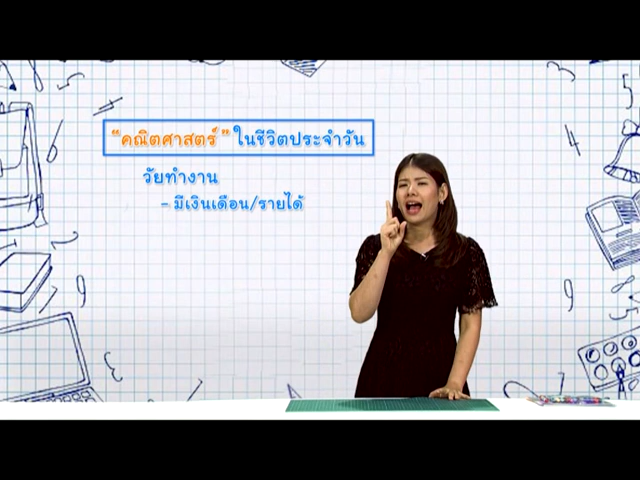 “คณิตศาสตร์” ในชีวิตประจำวัน
วัยทำงาน
- มีเงินเดือน/รายได้